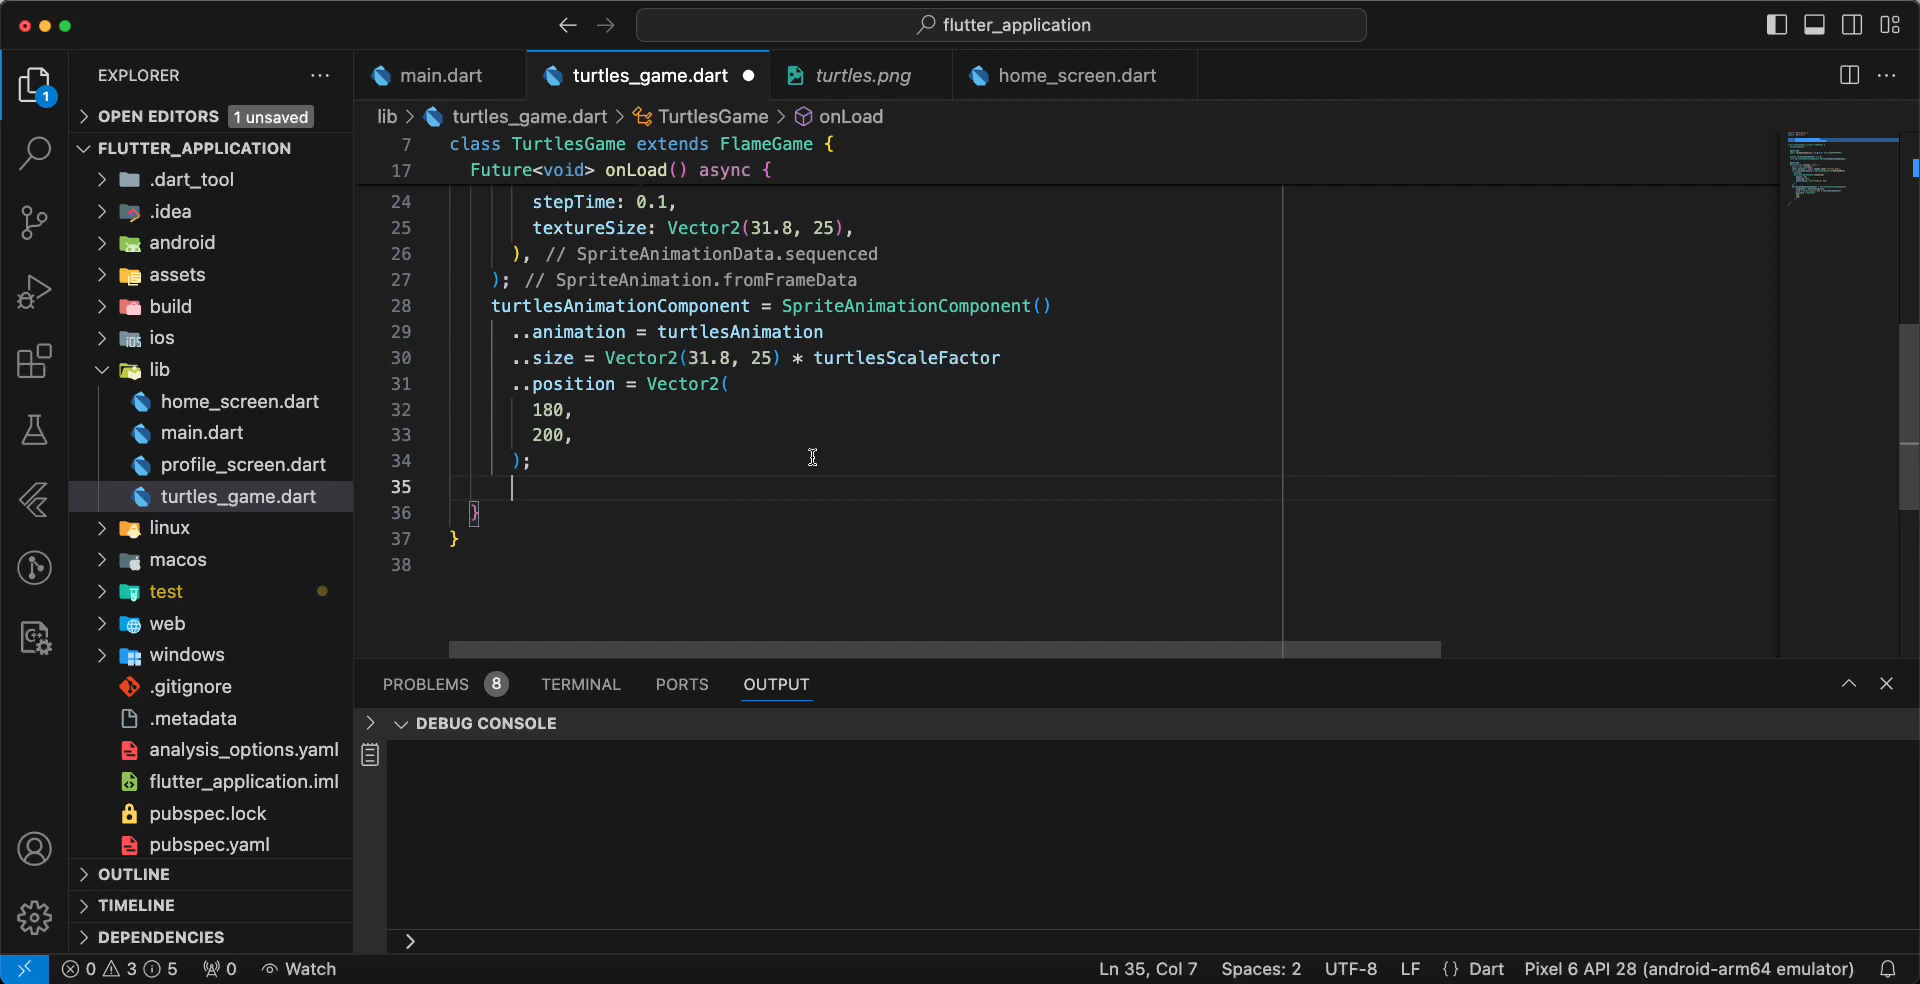 flutter_application
EXPLORER
main.dart
turtles_game.dart
turtles.png
home_screen.dart
1
OPEN EDITORS
1 unsaved
FLUTTER_APPLICATION
.dart_tool
.idea
android
assets
build
ios
lib
home_screen.dart
main.dart
profile_screen.dart
turtles_game.dart
linux
macos
test
web
windows
.gitignore
.metadata
analysis_options.yaml
flutter_application.iml
pubspec.lock
pubspec.yaml
OUTLINE
TIMELINE
DEPENDENCIES
lib > turtles_game.dart > TurtlesGame > onLoad
7 class TurtlesGame extends FlameGame {
17 Future<void> onLoad() async {
24 stepTime: 0.1,
25 textureSize: Vector2(31.8, 25),
26 ), // SpriteAnimationData.sequenced
27 ); // SpriteAnimation.fromFrameData
28 turtlesAnimationComponent = SpriteAnimationComponent()
29 ..animation = turtlesAnimation
30 ..size = Vector2(31.8, 25) * turtlesScaleFactor
31 ..position = Vector2(
32 180,
33 200,
34 );
35
36 }
37 }
38
PROBLEMS 8 TERMINAL PORTS OUTPUT
DEBUG CONSOLE
0 3 5 0 Watch
Ln 35, Col 7 Spaces: 2 UTF-8 LF {} Dart Pixel 6 API 28 (android-arm64 emulator)